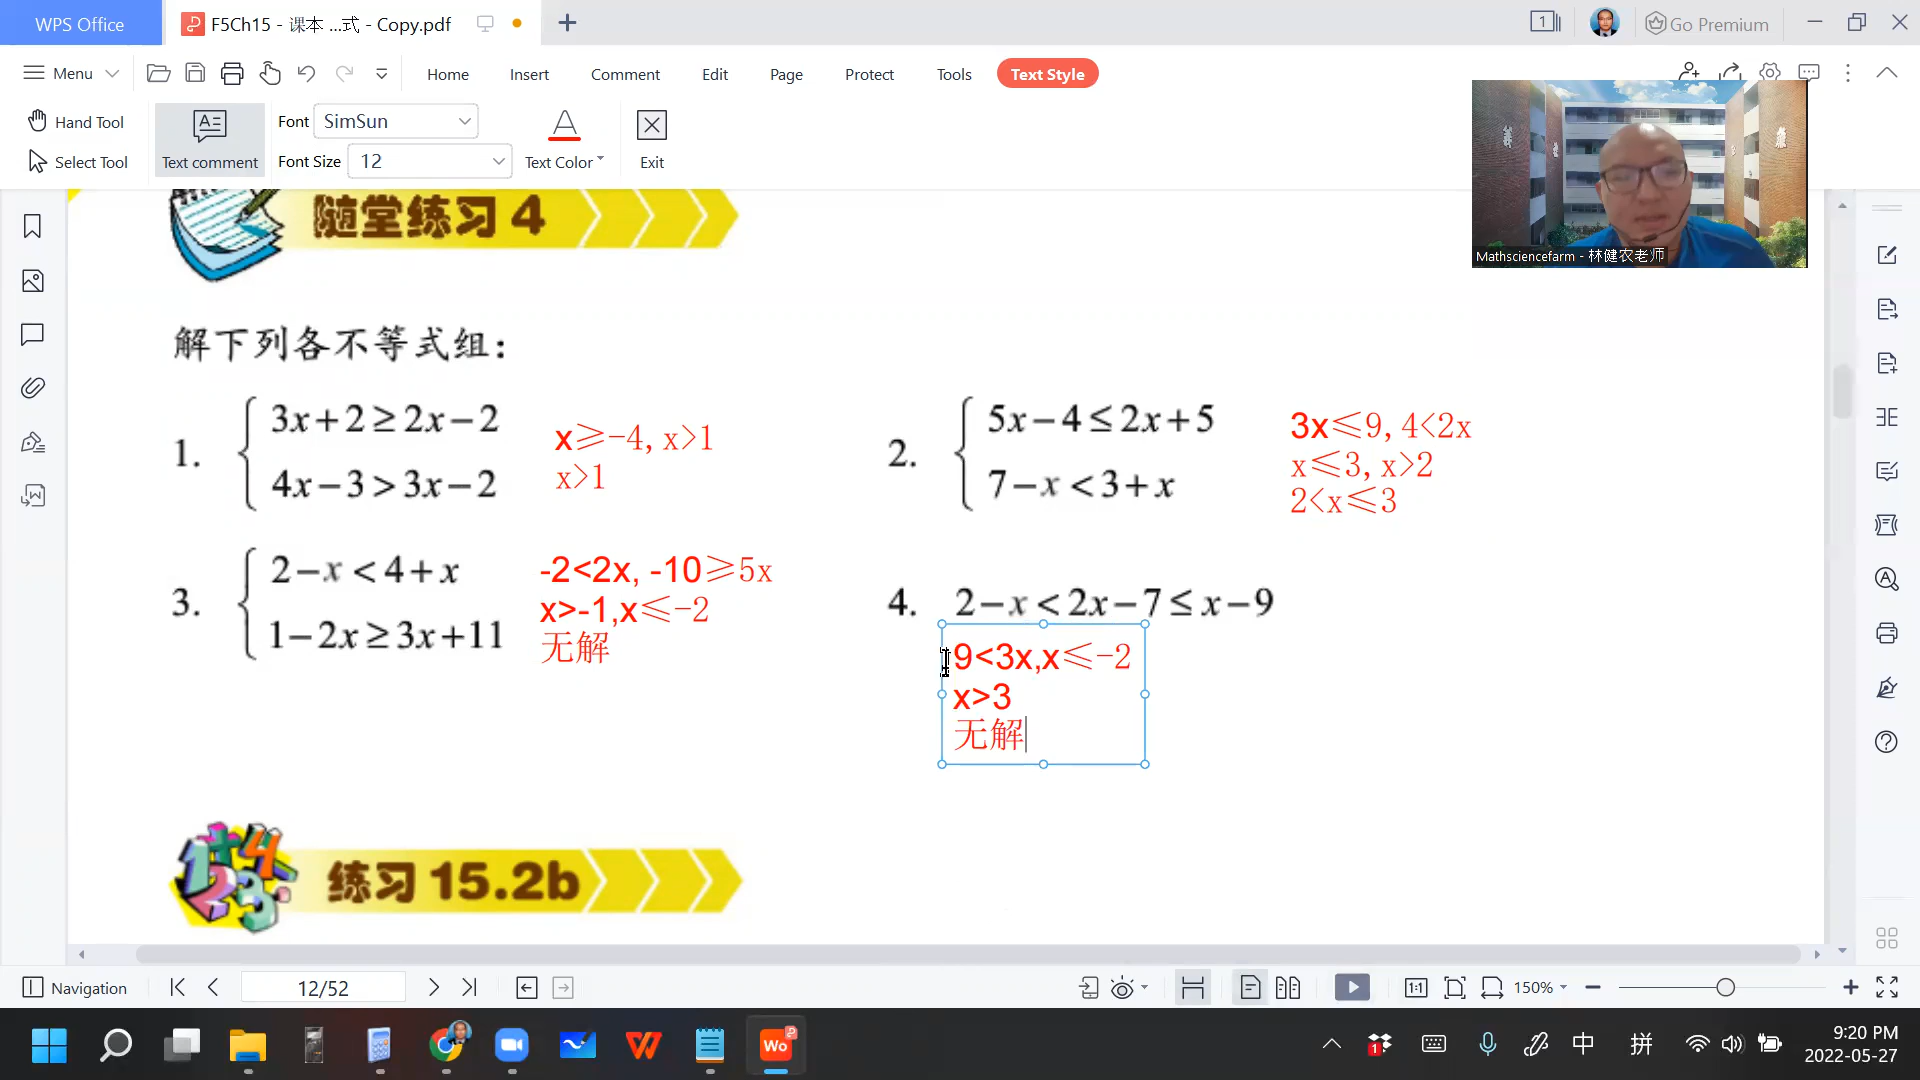 WPS Office
F5Ch15 - 课本 ...式 - Copy.pdf
1
Go Premium
Menu
Home
Insert
Comment
Edit
Page
Protect
Tools
Text Style
Hand Tool
Select Tool
Text comment
Font SimSun
Font Size 12
Text Color
Exit
Mathsciencefarm - 林健农老师
随堂练习 4
解下列各不等式组：
1. 3x+2≥2x−2
4x−3>3x−2
x≥-4, x>1
x>1
2. 5x−4≤2x+5
7−x<3+x
3x≤9, 4<2x
x≤3, x>2
2<x≤3
3. 2−x<4+x
1−2x≥3x+11
-2<2x, -10≥5x
x>-1,x≤-2
无解
4. 2−x<2x−7≤x−9
9<3x,x≤-2
x>3
无解
练习 15.2b
Navigation
12/52
1:1
150%
Wo
1
中
拼
9:20 PM
2022-05-27